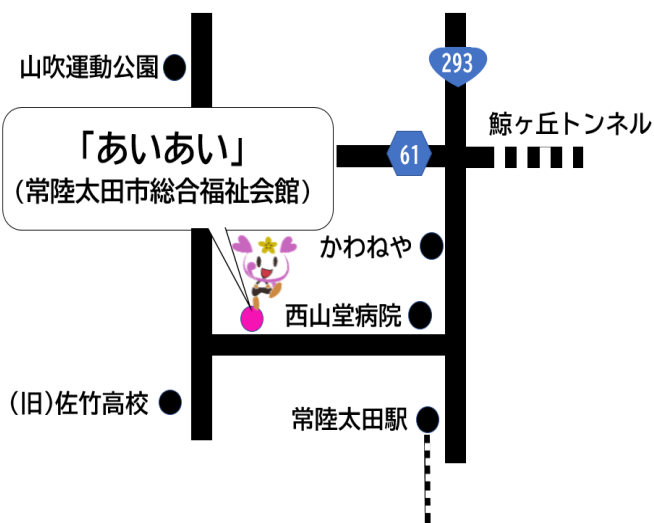 山吹運動公園
293
鯨ヶ丘トンネル
「あいあい」
(常陸太田市総合福祉会館)
61
かわねや
西山堂病院
(旧)佐竹高校
常陸太田駅